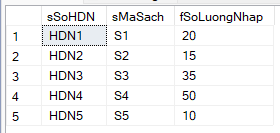 sSoHDN sMaSach fSoLuongNhap
1 HDN1 S1 20
2 HDN2 S2 15
3 HDN3 S3 35
4 HDN4 S4 50
5 HDN5 S5 10